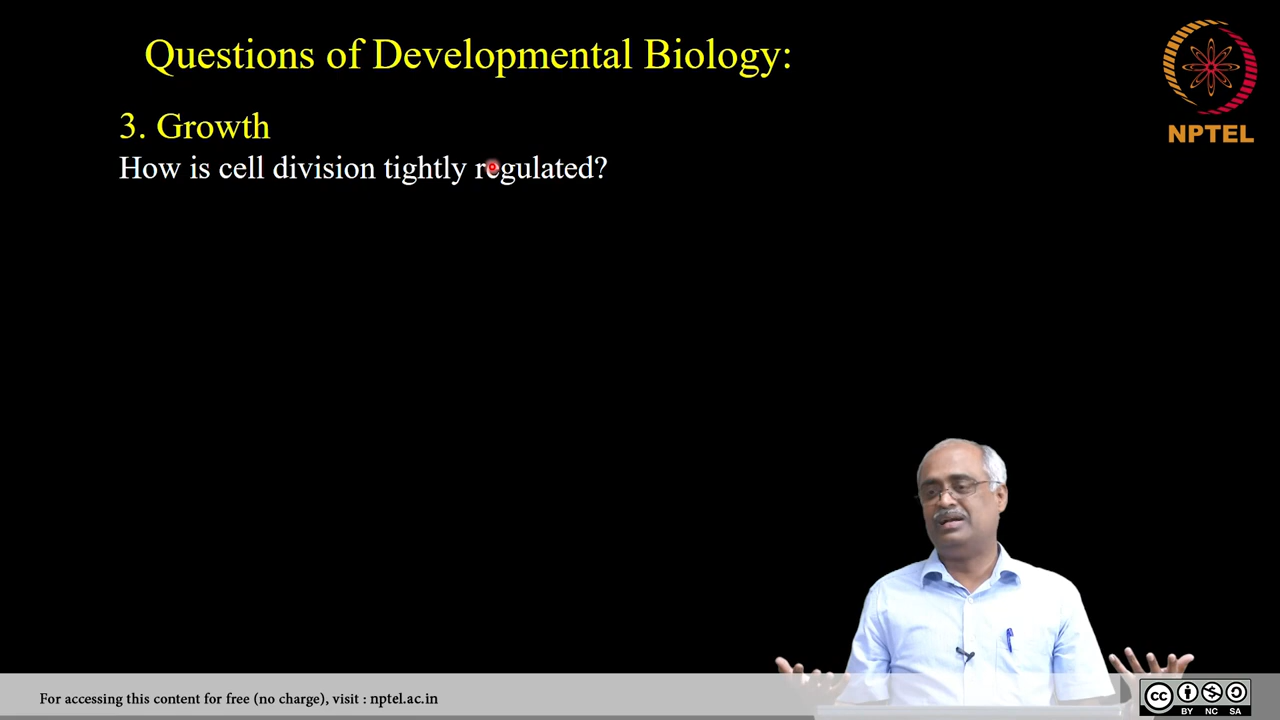 Questions of Developmental Biology:
3. Growth
How is cell division tightly regulated?
NPTEL
For accessing this content for free (no charge), visit : nptel.ac.in
CC BY NC SA